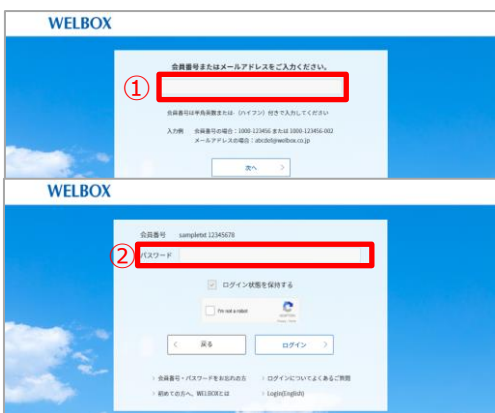 WELBOX
会員番号またはメールアドレスをご入力ください。
①
会員番号は半角英数または-（ハイフン）付きで入力してください
入力例 会員番号の場合：1000-123456 または 1000-123456-002
メールアドレスの場合：abcdef@welbox.co.jp
次へ >
WELBOX
会員番号 sampletxt 12345678
② パスワード
ログイン状態を保持する
I'm not a robot
< 戻る
ログイン >
> 会員番号・パスワードをお忘れの方 > ログインについてよくあるご質問
> 初めての方へ、WELBOXとは > Login(English)